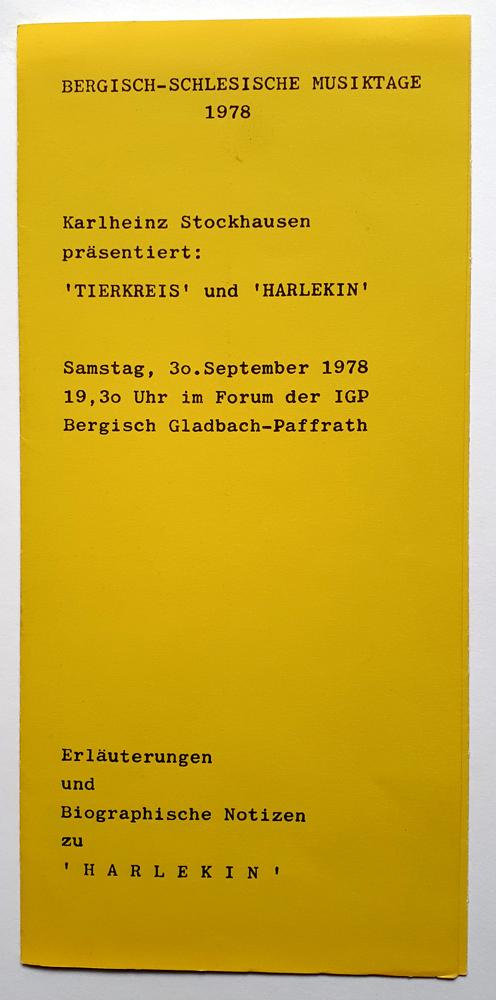 BERGISCH-SCHLESISCHE MUSIKTAGE
1978
Karlheinz Stockhausen
präsentiert:
'TIERKREIS' und 'HARLEKIN'
Samstag, 3o.September 1978
19,3o Uhr im Forum der IGP
Bergisch Gladbach-Paffrath
Erläuterungen
und
Biographische Notizen
zu
' H A R L E K I N '